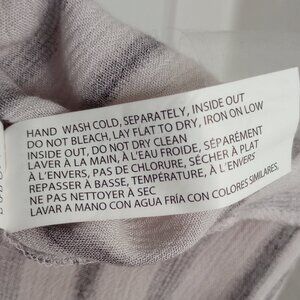 HAND WASH COLD, SEPARATELY, INSIDE OUT
DO NOT BLEACH, LAY FLAT TO DRY, IRON ON LOW
INSIDE OUT, DO NOT DRY CLEAN
LAVER À LA MAIN, À L'EAU FROIDE, SÉPARÉMENT
À L'ENVERS, PAS DE CHLORURE, SÉCHER À PLAT
REPASSER À BASSE, TEMPÉRATURE, À L'ENVERS
NE PAS NETTOYER À SEC
LAVAR A MANO CON AGUA FRÍA CON COLORES SIMILARES,